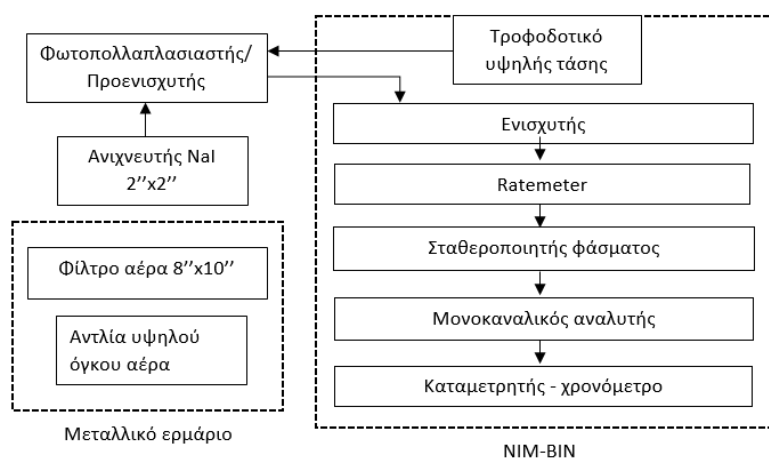 Φωτοπολλαπλασιαστής/
Προενισχυτής
Τροφοδοτικό
υψηλής τάσης
Ενισχυτής
Ανιχνευτής NaI
2’’x2’’
Ratemeter
Σταθεροποιητής φάσματος
Φίλτρο αέρα 8’’x10’’
Μονοκαναλικός αναλυτής
Αντλία υψηλού
όγκου αέρα
Καταμετρητής - χρονόμετρο
Μεταλλικό ερμάριο
NIM-BIN